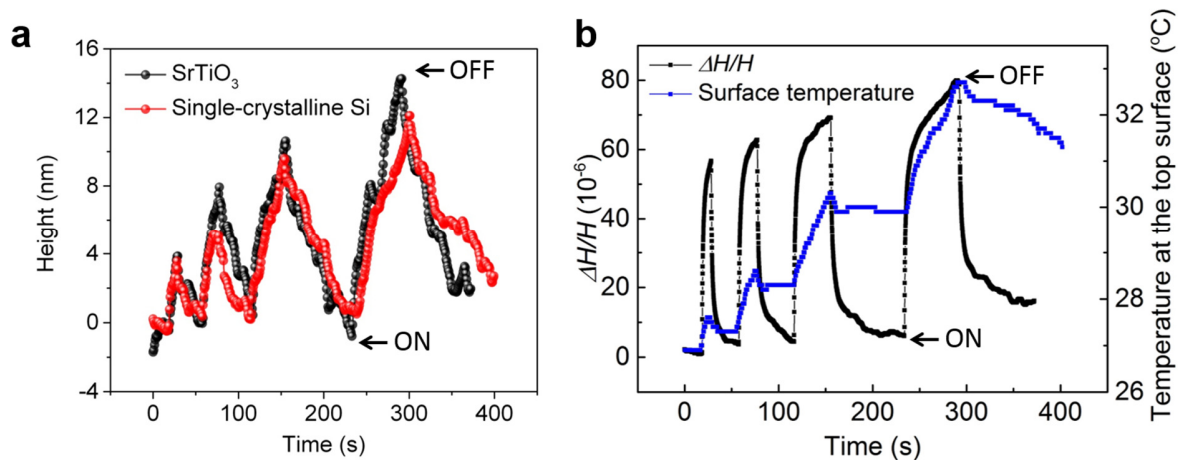 a
Height (nm)
16
12
8
4
0
-4
SrTiO₃
Single-crystalline Si
OFF
ON
0
100
200
300
400
Time (s)
b
ΔH/H (10⁻⁶)
80
60
40
20
0
ΔH/H
Surface temperature
OFF
ON
0
100
200
300
400
Time (s)
32
30
28
26
Temperature at the top surface (°C)